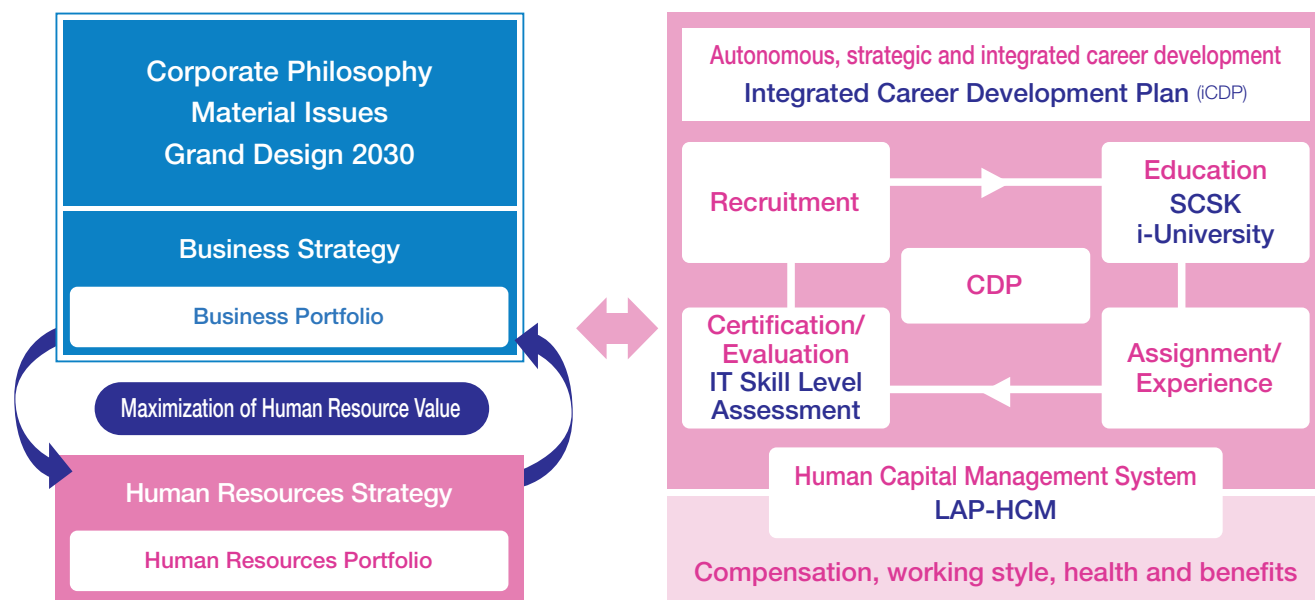 Corporate Philosophy
Material Issues
Grand Design 2030
Business Strategy
Business Portfolio
Maximization of Human Resource Value
Human Resources Strategy
Human Resources Portfolio
Autonomous, strategic and integrated career development
Integrated Career Development Plan (iCDP)
Recruitment
Education
SCSK
i-University
CDP
Certification/
Evaluation
IT Skill Level
Assessment
Assignment/
Experience
Human Capital Management System
LAP-HCM
Compensation, working style, health and benefits